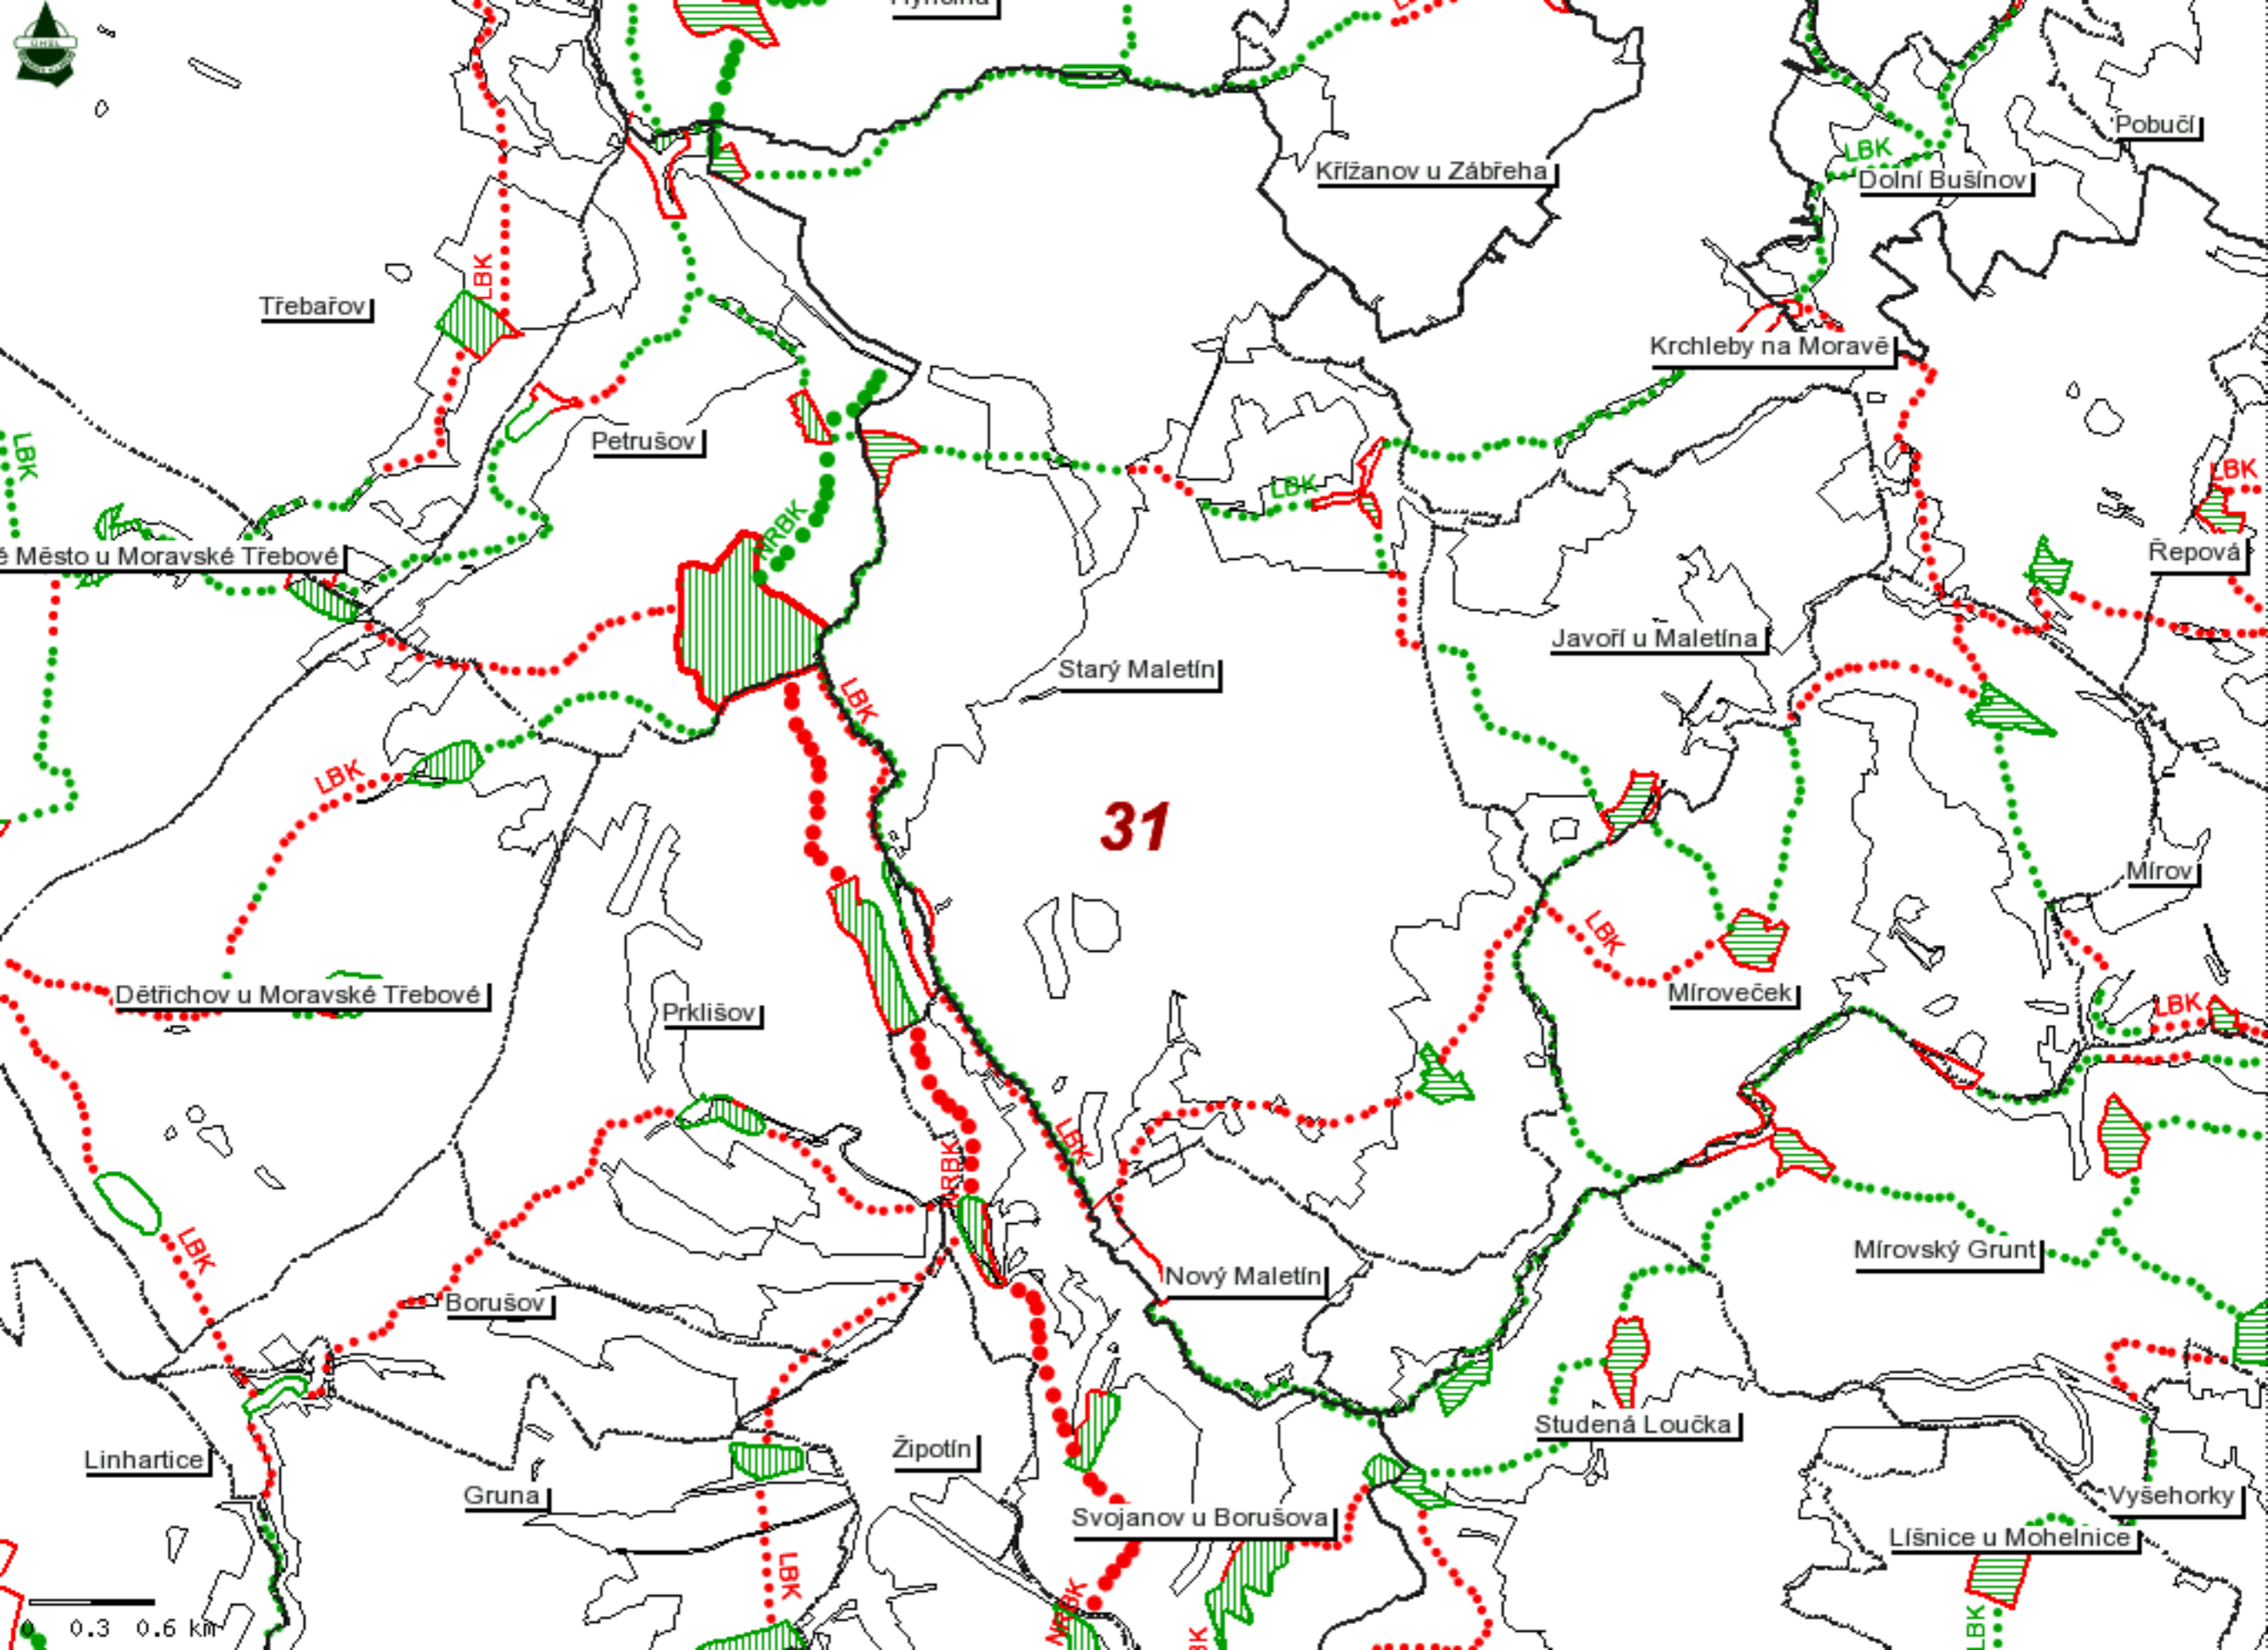 ÚHÚL
Pobučí
LBK
Křížanov u Zábřeha
Dolní Bušínov
LBK
Třebařov
Krchleby na Moravě
Petrušov
LBK
LBK
LBK
NRBK
é Město u Moravské Třebové
Řepová
Javoří u Maletína
Starý Maletín
LBK
LBK
31
Mírov
LBK
Dětřichov u Moravské Třebové
Míroveček
LBK
Prklišov
LBK
NRBK
LBK
Mírovský Grunt
Nový Maletín
Borušov
Studená Loučka
Linhartice
Žipotín
Gruna
Vyšehorky
Svojanov u Borušova
Líšnice u Mohelnice
LBK
NRBK
LBK
0 0.3 0.6 km